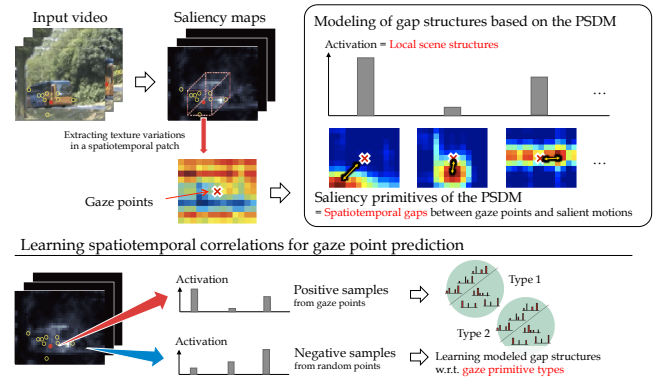 Input video
Saliency maps
Modeling of gap structures based on the PSDM
Activation = Local scene structures
...
Extracting texture variations
in a spatiotemporal patch
Gaze points
...
Saliency primitives of the PSDM
= Spatiotemporal gaps between gaze points and salient motions
Learning spatiotemporal correlations for gaze point prediction
Activation
Positive samples
from gaze points
Type 1
Type 2
Activation
Negative samples
from random points
Learning modeled gap structures
w.r.t. gaze primitive types